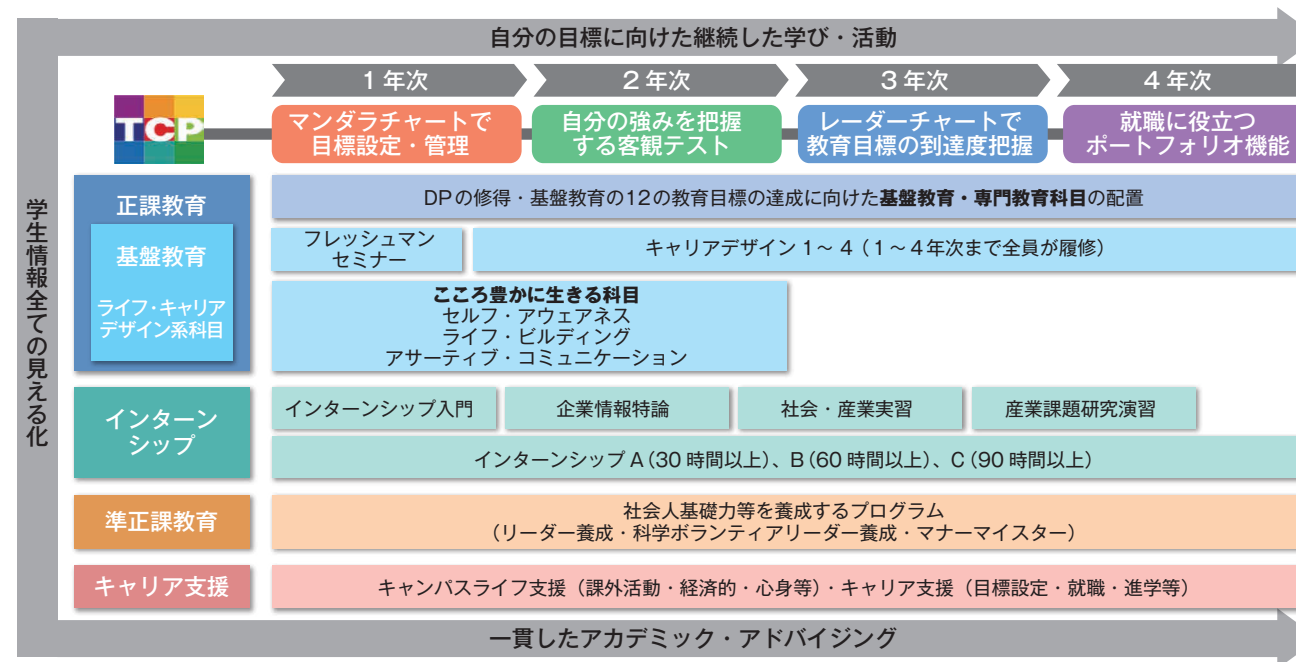 自分の目標に向けた継続した学び・活動
学生情報全ての見える化
1年次
2年次
3年次
4年次
TCP
マンダラチャートで
目標設定・管理
自分の強みを把握
する客観テスト
レーダーチャートで
教育目標の到達度把握
就職に役立つ
ポートフォリオ機能
正課教育
DPの修得・基盤教育の12の教育目標の達成に向けた基盤教育・専門教育科目の配置
基盤教育
ライフ・キャリア
デザイン系科目
フレッシュマン
セミナー
キャリアデザイン1～4(1～4年次まで全員が履修)
こころ豊かに生きる科目
セルフ・アウェアネス
ライフ・ビルディング
アサーティブ・コミュニケーション
インターン
シップ
インターンシップ入門
企業情報特論
社会・産業実習
産業課題研究演習
インターンシップA(30時間以上)、B(60時間以上)、C(90時間以上)
準正課教育
社会人基礎力等を養成するプログラム
(リーダー養成・科学ボランティアリーダー養成・マナーマイスター)
キャリア支援
キャンパスライフ支援(課外活動・経済的・心身等)・キャリア支援(目標設定・就職・進学等)
一貫したアカデミック・アドバイジング